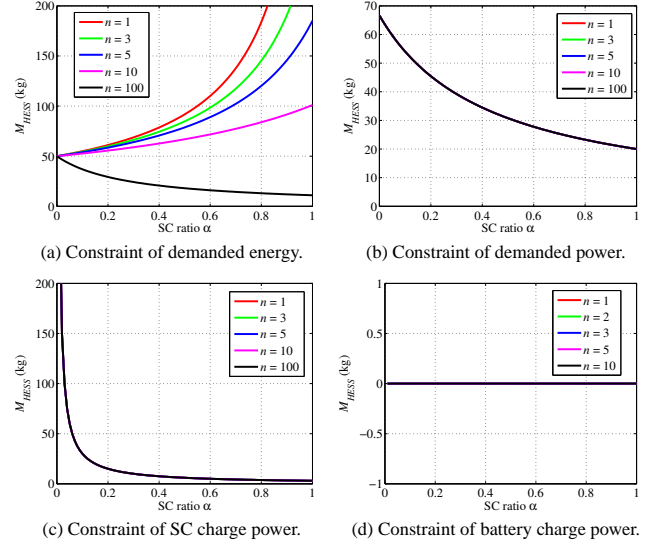 200
150
100
50
0
M_HESS (kg)
n = 1
n = 3
n = 5
n = 10
n = 100
0 0.2 0.4 0.6 0.8 1
SC ratio α
(a) Constraint of demanded energy.
70
60
50
40
30
20
10
0
M_HESS (kg)
n = 1
n = 3
n = 5
n = 10
n = 100
0 0.2 0.4 0.6 0.8 1
SC ratio α
(b) Constraint of demanded power.
200
150
100
50
0
M_HESS (kg)
n = 1
n = 3
n = 5
n = 10
n = 100
0 0.2 0.4 0.6 0.8 1
SC ratio α
(c) Constraint of SC charge power.
1
0.5
0
−0.5
−1
M_HESS (kg)
n = 1
n = 2
n = 3
n = 5
n = 10
0 0.2 0.4 0.6 0.8 1
SC ratio α
(d) Constraint of battery charge power.